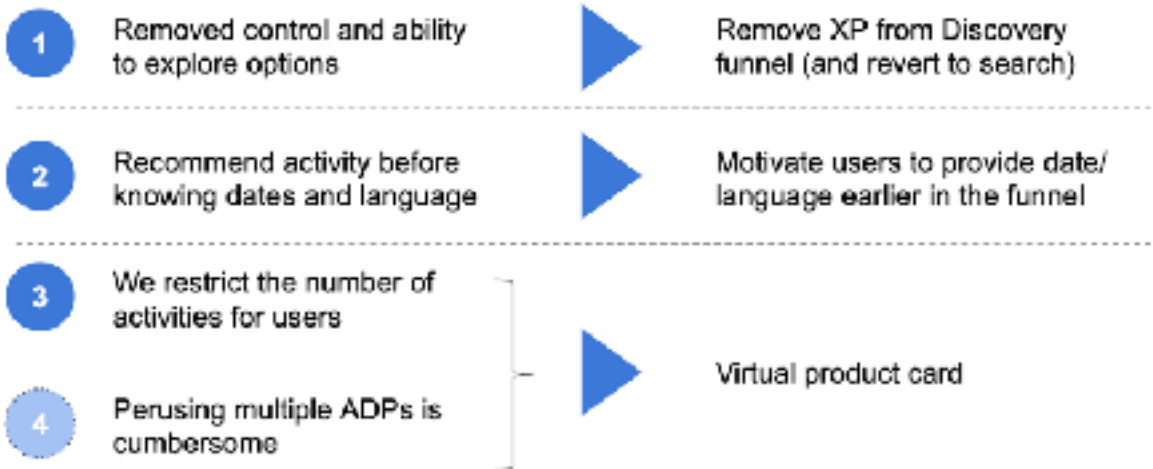 1
Removed control and ability
to explore options
Remove XP from Discovery
funnel (and revert to search)
2
Recommend activity before
knowing dates and language
Motivate users to provide date/
language earlier in the funnel
3
We restrict the number of
activities for users
4
Perusing multiple ADPs is
cumbersome
Virtual product card